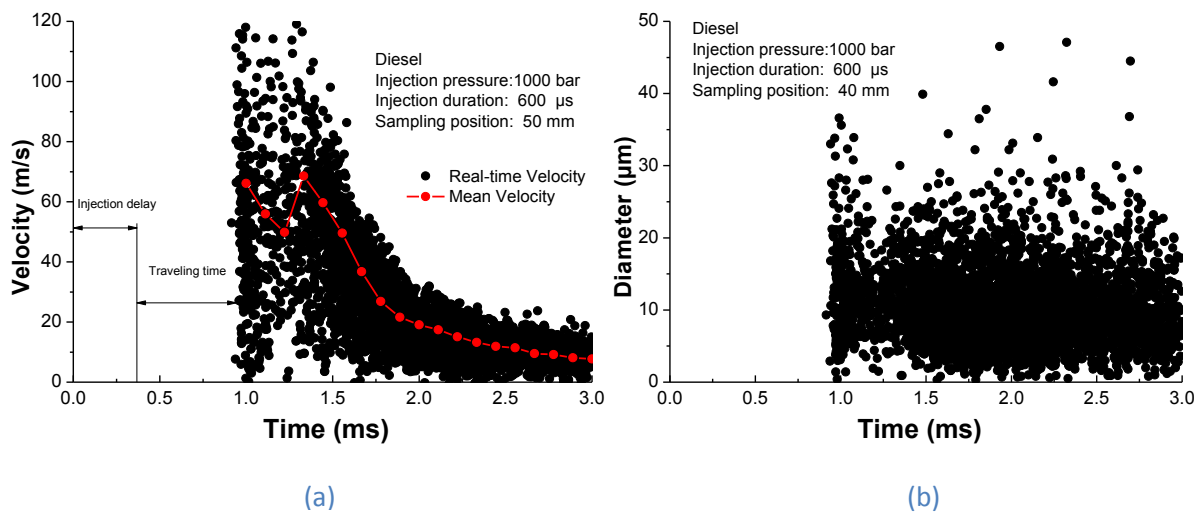 120
100
80
60
40
20
0
Velocity (m/s)
Diesel
Injection pressure:1000 bar
Injection duration: 600 µs
Sampling position: 50 mm
Real-time Velocity
Mean Velocity
Injection delay
Traveling time
0.0 0.5 1.0 1.5 2.0 2.5 3.0
Time (ms)
(a)
50
40
30
20
10
0
Diameter (µm)
Diesel
Injection pressure:1000 bar
Injection duration: 600 µs
Sampling position: 40 mm
0.0 0.5 1.0 1.5 2.0 2.5 3.0
Time (ms)
(b)